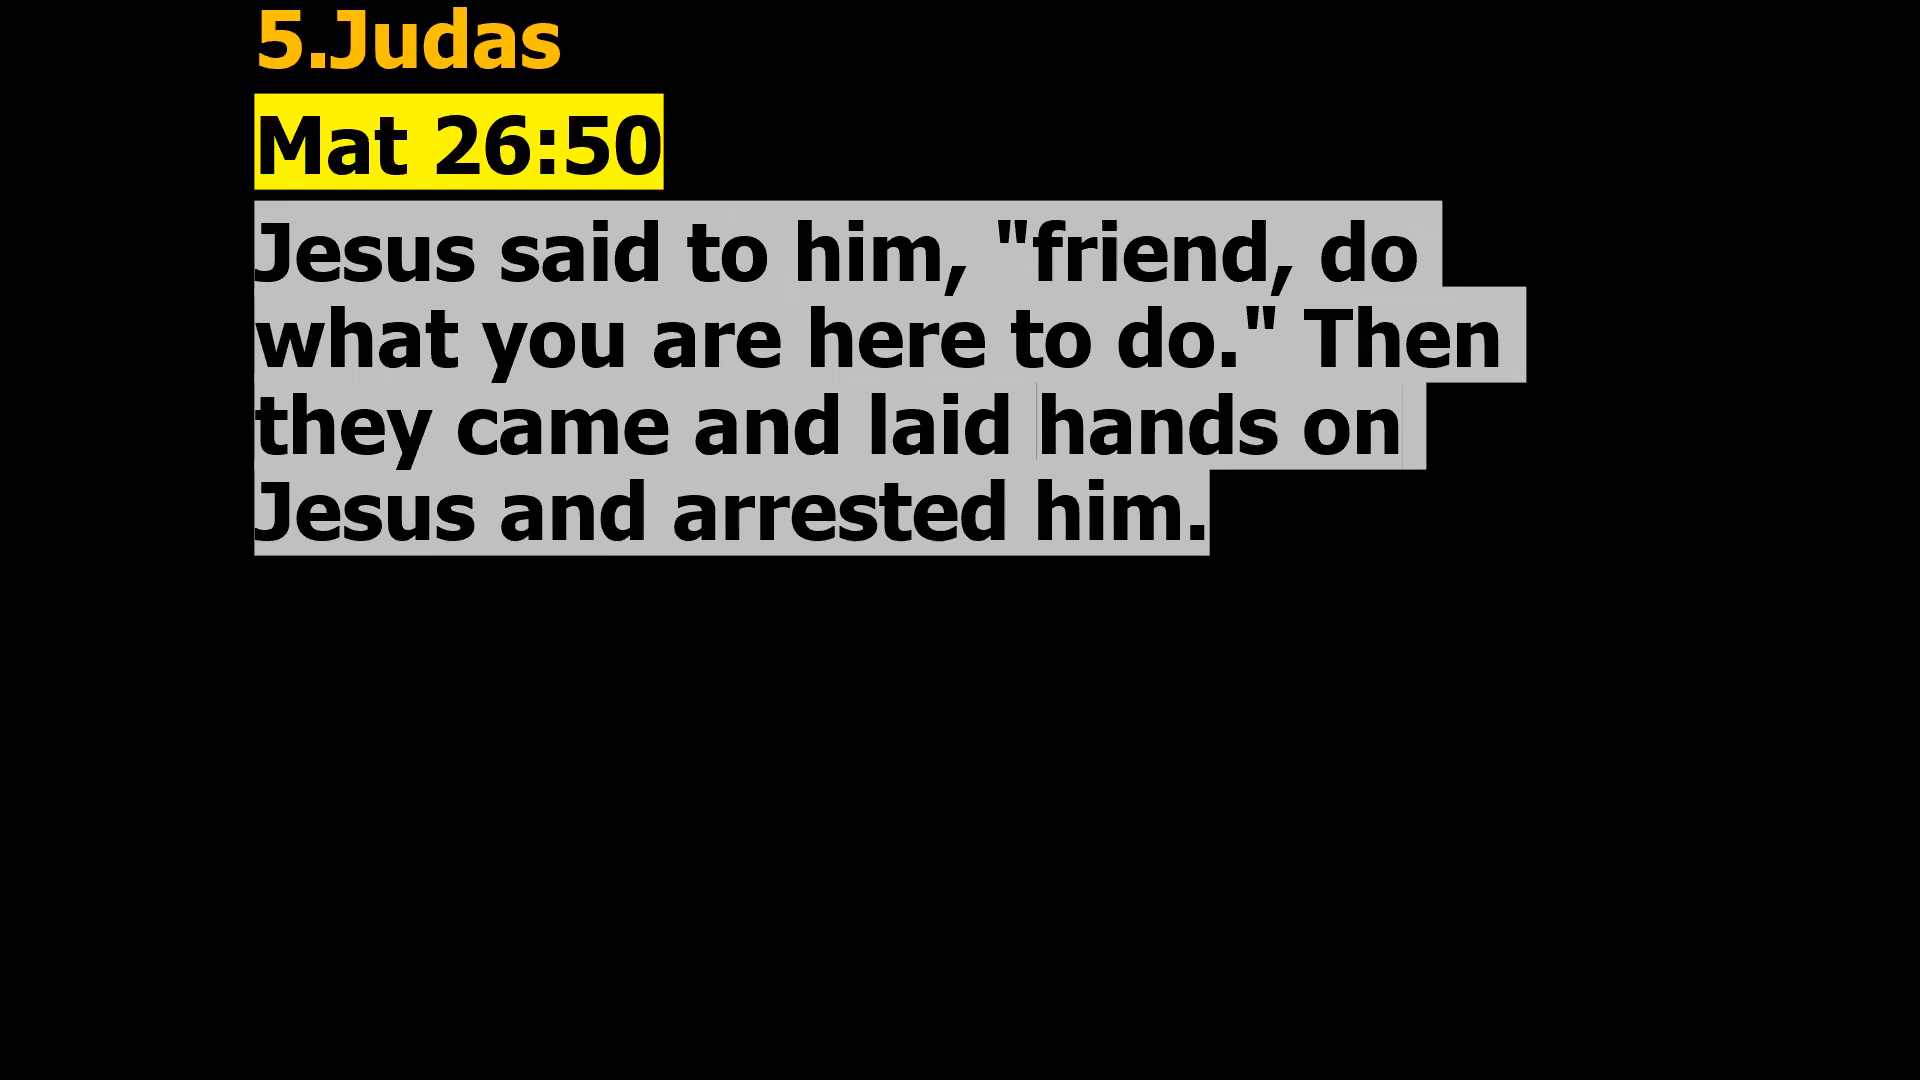 5.Judas
Mat 26:50
Jesus said to him, "friend, do
what you are here to do." Then
they came and laid hands on
Jesus and arrested him.